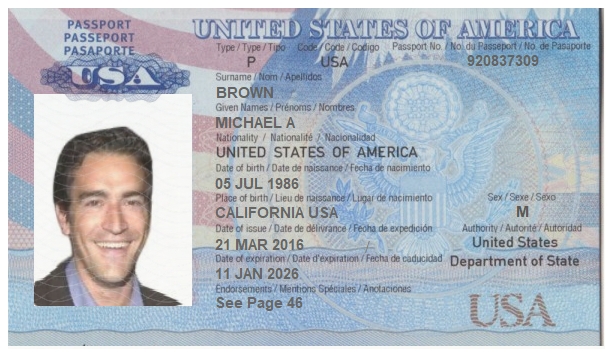 PASSPORT
PASSEPORT
PASAPORTE
USA
UNITED STATES OF AMERICA
Type / Type / Tipo Code / Code / Codigo Passport No. / No. du Passeport / No. de Pasaporte
P USA 920837309
Surname / Nom / Apellidos
BROWN
Given Names / Prénoms / Nombres
MICHAEL A
Nationality / Nationalité / Nacionalidad
UNITED STATES OF AMERICA
Date of birth / Date de naissance / Fecha de nacimiento
05 JUL 1986
Place of birth / Lieu de naissance / Lugar de nacimiento Sex / Sexe / Sexo
CALIFORNIA USA M
Date of issue / Date de délivrance / Fecha de expedición Authority / Autorité / Autoridad
21 MAR 2016 United States
Date of expiration / Date d'expiration / Fecha de caducidad Department of State
11 JAN 2026
Endorsements / Mentions Spéciales / Anotaciones
See Page 46
USA